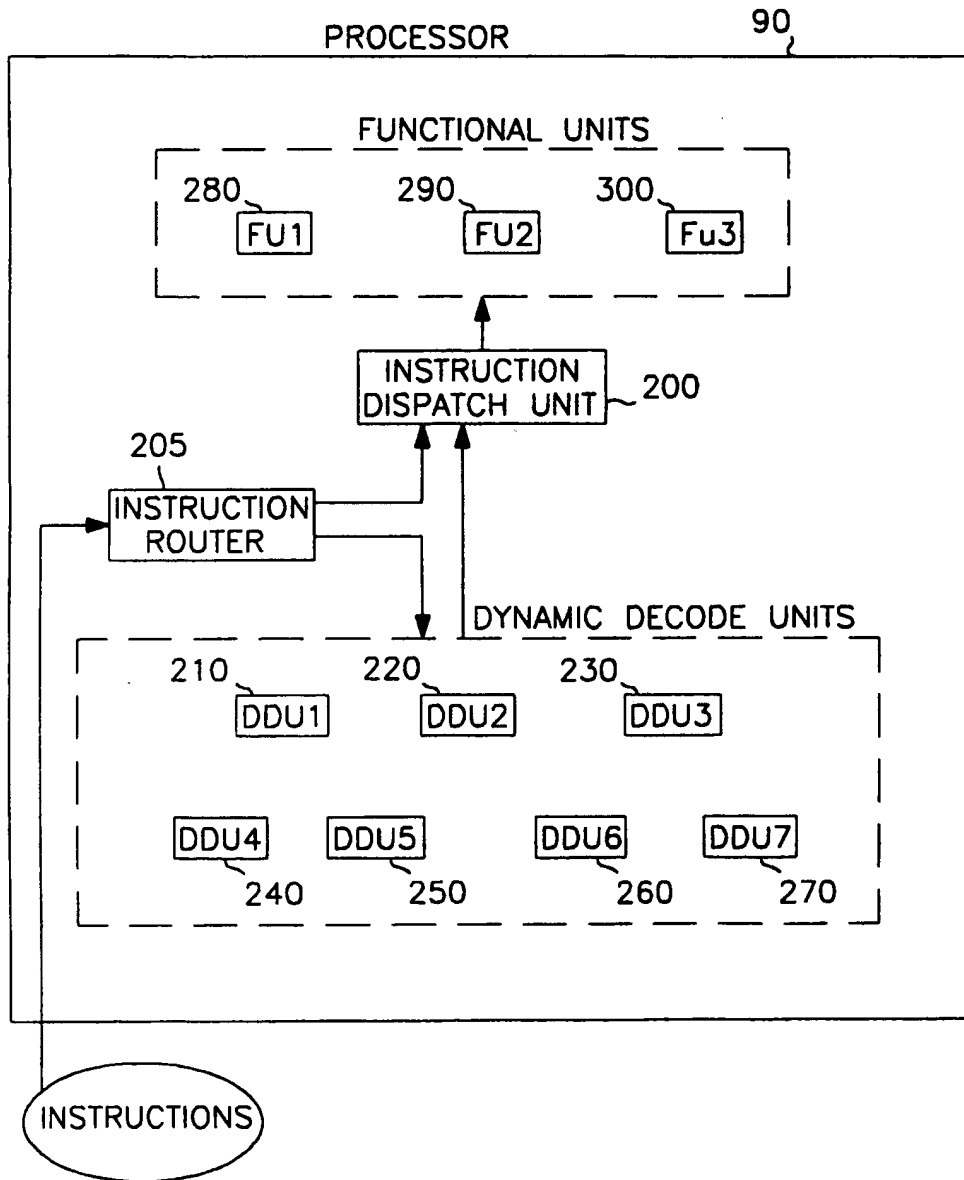 PROCESSOR
90
FUNCTIONAL UNITS
280
290
300
FU1
FU2
Fu3
INSTRUCTION
DISPATCH UNIT
200
205
INSTRUCTION
ROUTER
DYNAMIC DECODE UNITS
210
220
230
DDU1
DDU2
DDU3
DDU4
DDU5
DDU6
DDU7
240
250
260
270
INSTRUCTIONS